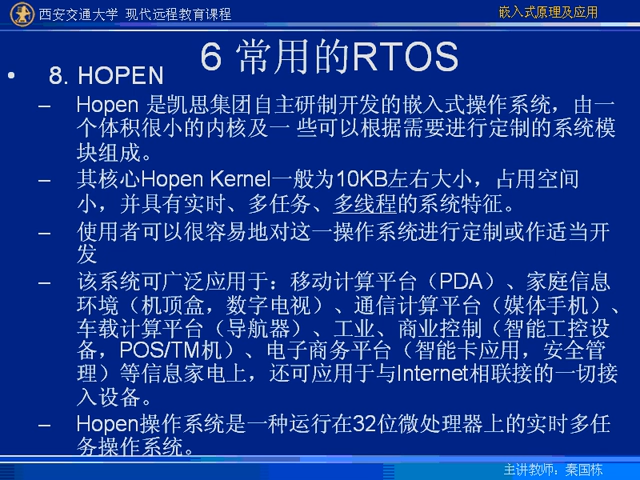 西安交通大学 现代远程教育课程
嵌入式原理及应用
6 常用的RTOS
• 8. HOPEN
– Hopen 是凯思集团自主研制开发的嵌入式操作系统，由一
个体积很小的内核及一 些可以根据需要进行定制的系统模
块组成。
– 其核心Hopen Kernel一般为10KB左右大小，占用空间
小，并具有实时、多任务、多线程的系统特征。
– 使用者可以很容易地对这一操作系统进行定制或作适当开
发
– 该系统可广泛应用于：移动计算平台（PDA）、家庭信息
环境（机顶盒，数字电视）、通信计算平台（媒体手机）、
车载计算平台（导航器）、工业、商业控制（智能工控设
备，POS/TM机）、电子商务平台（智能卡应用，安全管
理）等信息家电上，还可应用于与Internet相联接的一切接
入设备。
– Hopen操作系统是一种运行在32位微处理器上的实时多任
务操作系统。
主讲教师：秦国栋